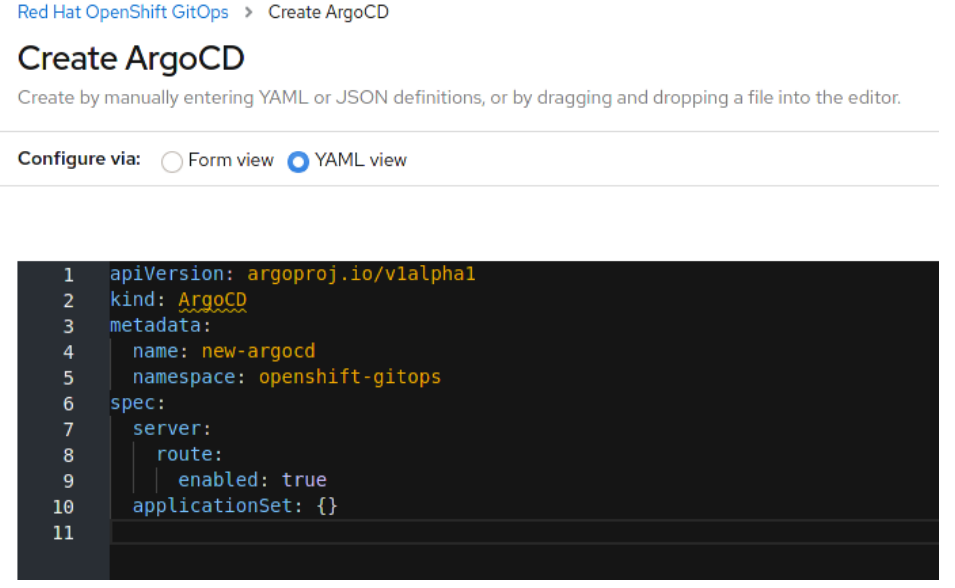 Red Hat OpenShift GitOps > Create ArgoCD
Create ArgoCD
Create by manually entering YAML or JSON definitions, or by dragging and dropping a file into the editor.
Configure via: Form view YAML view
1 apiVersion: argoproj.io/v1alpha1
2 kind: ArgoCD
3 metadata:
4   name: new-argocd
5   namespace: openshift-gitops
6 spec:
7   server:
8     route:
9       enabled: true
10   applicationSet: {}
11